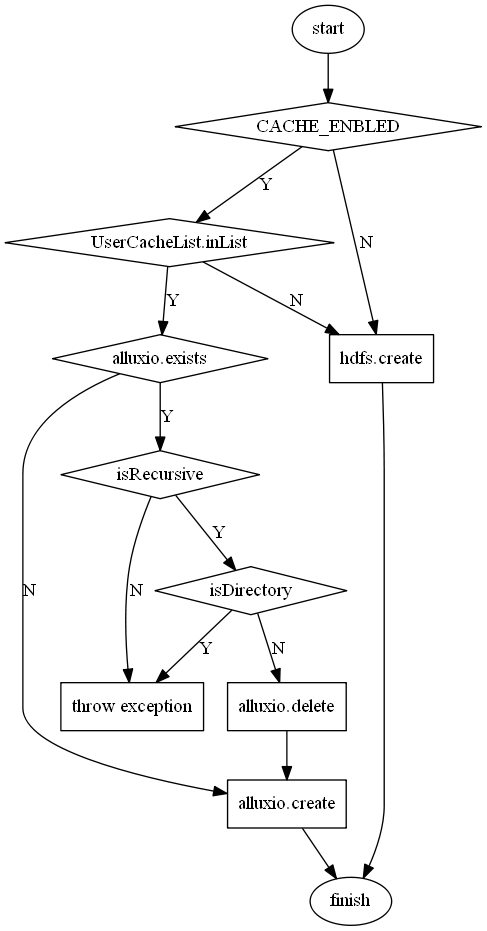 start
CACHE_ENBLED
Y
N
UserCacheList.inList
Y
N
alluxio.exists
hdfs.create
Y
N
isRecursive
Y
N
isDirectory
Y
N
throw exception
alluxio.delete
alluxio.create
finish